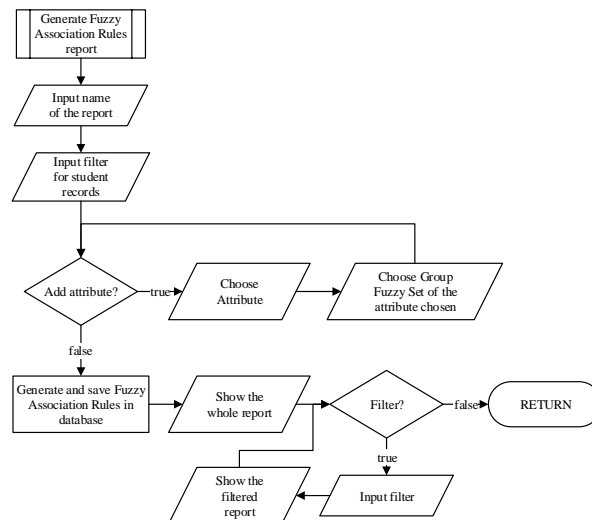 Generate Fuzzy
Association Rules
report
Input name
of the report
Input filter
for student
records
Add attribute?
true
Choose
Attribute
Choose Group
Fuzzy Set of the
attribute chosen
false
Generate and save Fuzzy
Association Rules in
database
Show the
whole report
Filter?
false
RETURN
true
Show the
filtered
report
Input filter